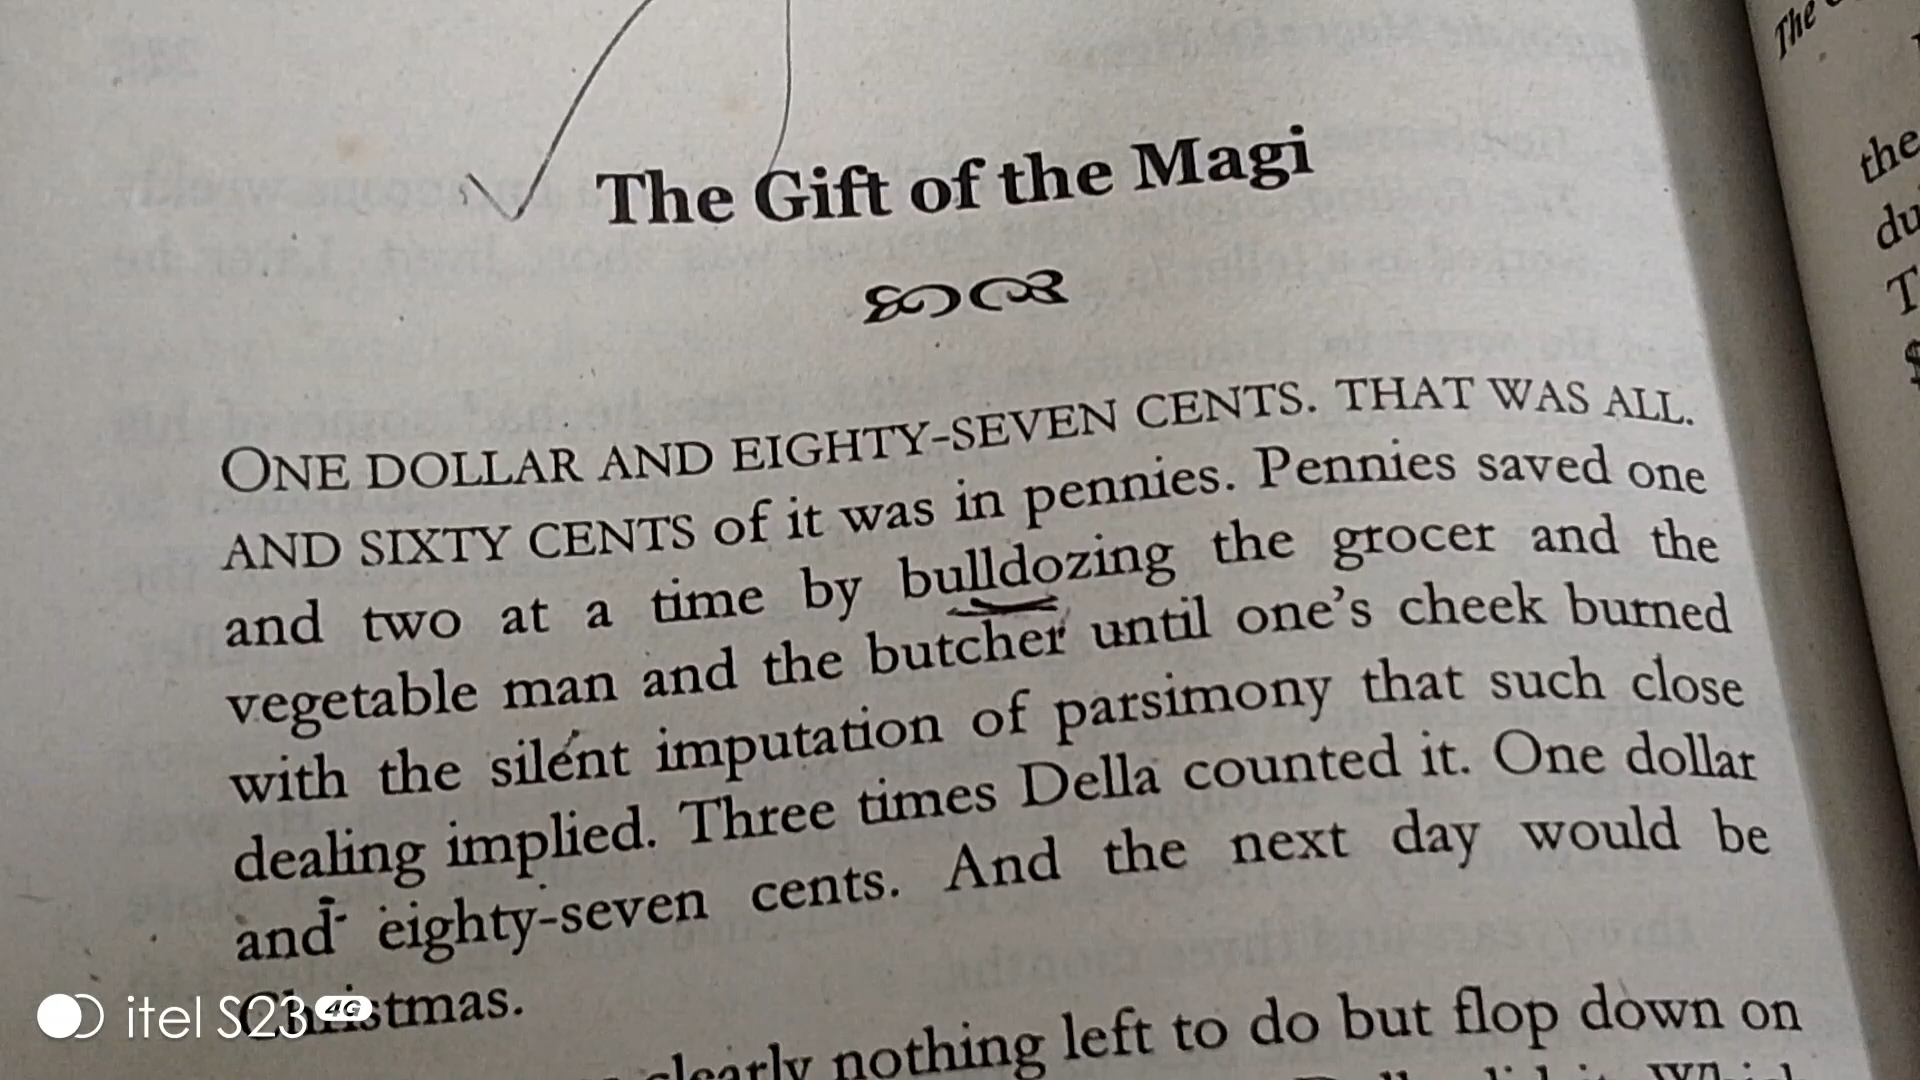 The Gift of the Magi
ONE DOLLAR AND EIGHTY-SEVEN CENTS. THAT WAS ALL.
AND SIXTY CENTS of it was in pennies. Pennies saved one
and two at a time by bulldozing the grocer and the
vegetable man and the butcher until one's cheek burned
with the silent imputation of parsimony that such close
dealing implied. Three times Della counted it. One dollar
and eighty-seven cents. And the next day would be
Christmas.
clearly nothing left to do but flop down on
The
the
du
itel S23 4G